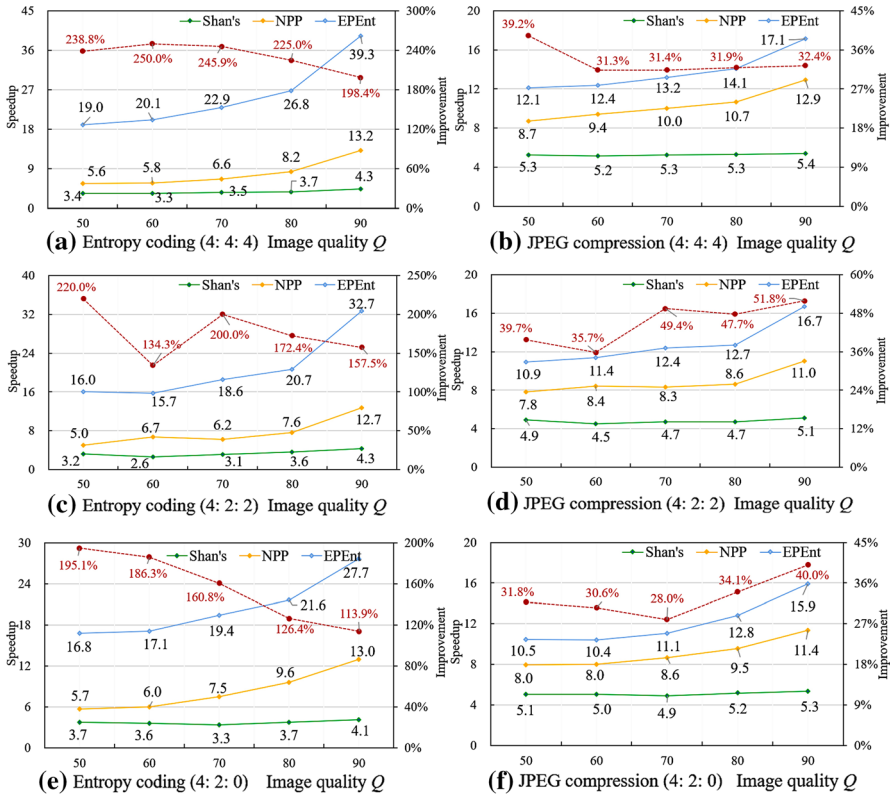 45 Shan's NPP EPEnt 300%
36 240%
27 180%
18 120%
9 60%
0 0%
Speedup
Improvement
238.8% 250.0% 245.9% 225.0% 198.4%
19.0 20.1 22.9 26.8 39.3
5.6 5.8 6.6 8.2 13.2
3.4 3.3 3.5 3.7 4.3
50 60 70 80 90
(a) Entropy coding (4: 4: 4) Image quality Q
20 Shan's NPP EPEnt 45%
16 36%
12 27%
8 18%
4 9%
0 0%
Speedup
Improvement
39.2% 31.3% 31.4% 31.9% 32.4%
12.1 12.4 13.2 14.1 17.1
8.7 9.4 10.0 10.7 12.9
5.3 5.2 5.3 5.3 5.4
50 60 70 80 90
(b) JPEG compression (4: 4: 4) Image quality Q
40 Shan's NPP EPEnt 250%
32 200%
24 150%
16 100%
8 50%
0 0%
Speedup
Improvement
220.0% 134.3% 200.0% 172.4% 157.5%
16.0 15.7 18.6 20.7 32.7
5.0 6.7 6.2 7.6 12.7
3.2 2.6 3.1 3.6 4.3
50 60 70 80 90
(c) Entropy coding (4: 2: 2) Image quality Q
20 Shan's NPP EPEnt 60%
16 48%
12 36%
8 24%
4 12%
0 0%
Speedup
Improvement
39.7% 35.7% 49.4% 47.7% 51.8%
10.9 11.4 12.4 12.7 16.7
7.8 8.4 8.3 8.6 11.0
4.9 4.5 4.7 4.7 5.1
50 60 70 80 90
(d) JPEG compression (4: 2: 2) Image quality Q
30 Shan's NPP EPEnt 200%
24 160%
18 120%
12 80%
6 40%
0 0%
Speedup
Improvement
195.1% 186.3% 160.8% 126.4% 113.9%
16.8 17.1 19.4 21.6 27.7
5.7 6.0 7.5 9.6 13.0
3.7 3.6 3.3 3.7 4.1
50 60 70 80 90
(e) Entropy coding (4: 2: 0) Image quality Q
20 Shan's NPP EPEnt 45%
16 36%
12 27%
8 18%
4 9%
0 0%
Speedup
Improvement
31.8% 30.6% 28.0% 34.1% 40.0%
10.5 10.4 11.1 12.8 15.9
8.0 8.0 8.6 9.5 11.4
5.1 5.0 4.9 5.2 5.3
50 60 70 80 90
(f) JPEG compression (4: 2: 0) Image quality Q